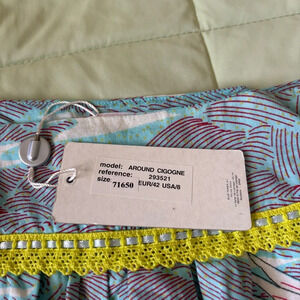 model: AROUND CIGOGNE
reference: 293521
size EUR/42 USA/8
71650